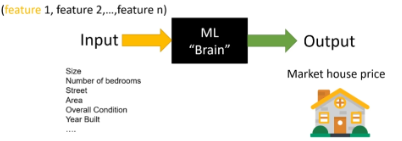 (feature 1, feature 2,...,feature n)
Input
ML
"Brain"
Output
Size
Number of bedrooms
Street
Area
Overall Condition
Year Built
....
Market house price